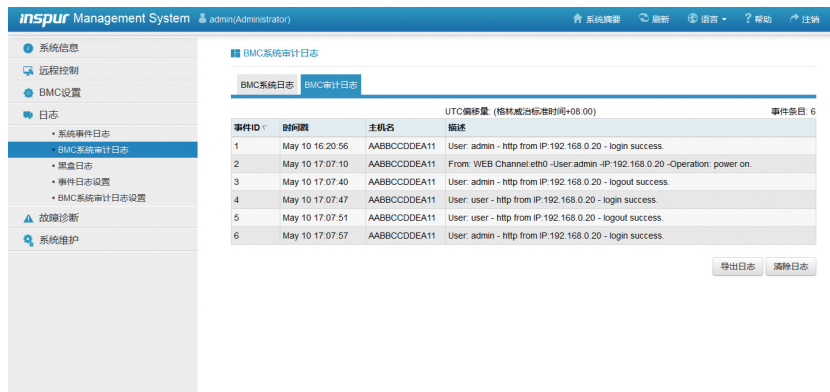 inspur Management System admin(Administrator) 系统摘要 刷新 语言 帮助 注销
系统信息
远程控制
BMC设置
日志
• 系统事件日志
• BMC系统审计日志
• 黑盒日志
• 事件日志设置
• BMC系统审计日志设置
故障诊断
系统维护
BMC系统审计日志
BMC系统日志 BMC审计日志
UTC偏移量: (格林威治标准时间+08:00) 事件条目: 6
事件ID 时间戳 主机名 描述
1 May 10 16:20:56 AABBCCDDEA11 User: admin - http from IP:192.168.0.20 - login success.
2 May 10 17:07:10 AABBCCDDEA11 From: WEB Channel:eth0 -User:admin -IP:192.168.0.20 -Operation: power on.
3 May 10 17:07:40 AABBCCDDEA11 User: admin - http from IP:192.168.0.20 - logout success.
4 May 10 17:07:47 AABBCCDDEA11 User: user - http from IP:192.168.0.20 - login success.
5 May 10 17:07:51 AABBCCDDEA11 User: user - http from IP:192.168.0.20 - logout success.
6 May 10 17:07:57 AABBCCDDEA11 User: admin - http from IP:192.168.0.20 - login success.
导出日志 清除日志